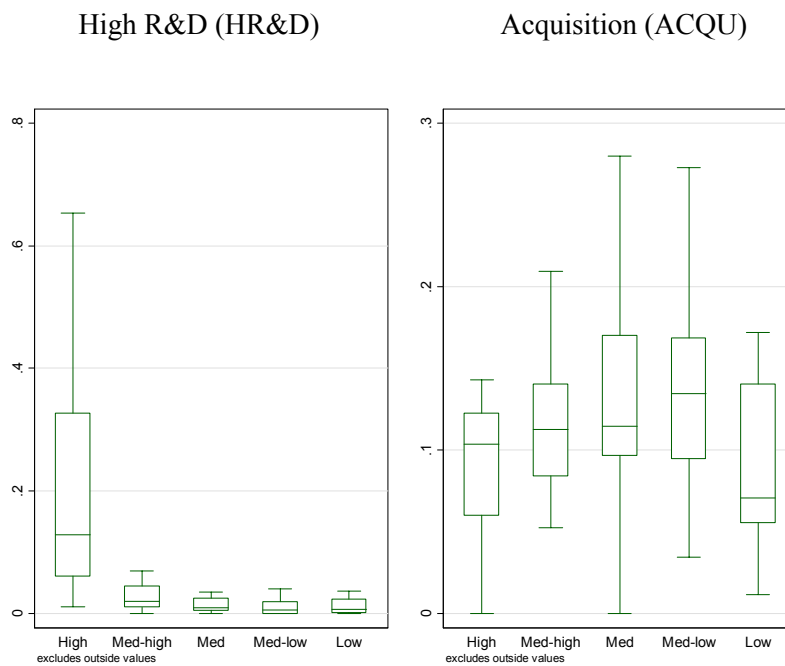 High R&D (HR&D)
Acquisition (ACQU)
.8
.6
.4
.2
0
High Med-high Med Med-low Low
excludes outside values
.3
.2
.1
0
High Med-high Med Med-low Low
excludes outside values